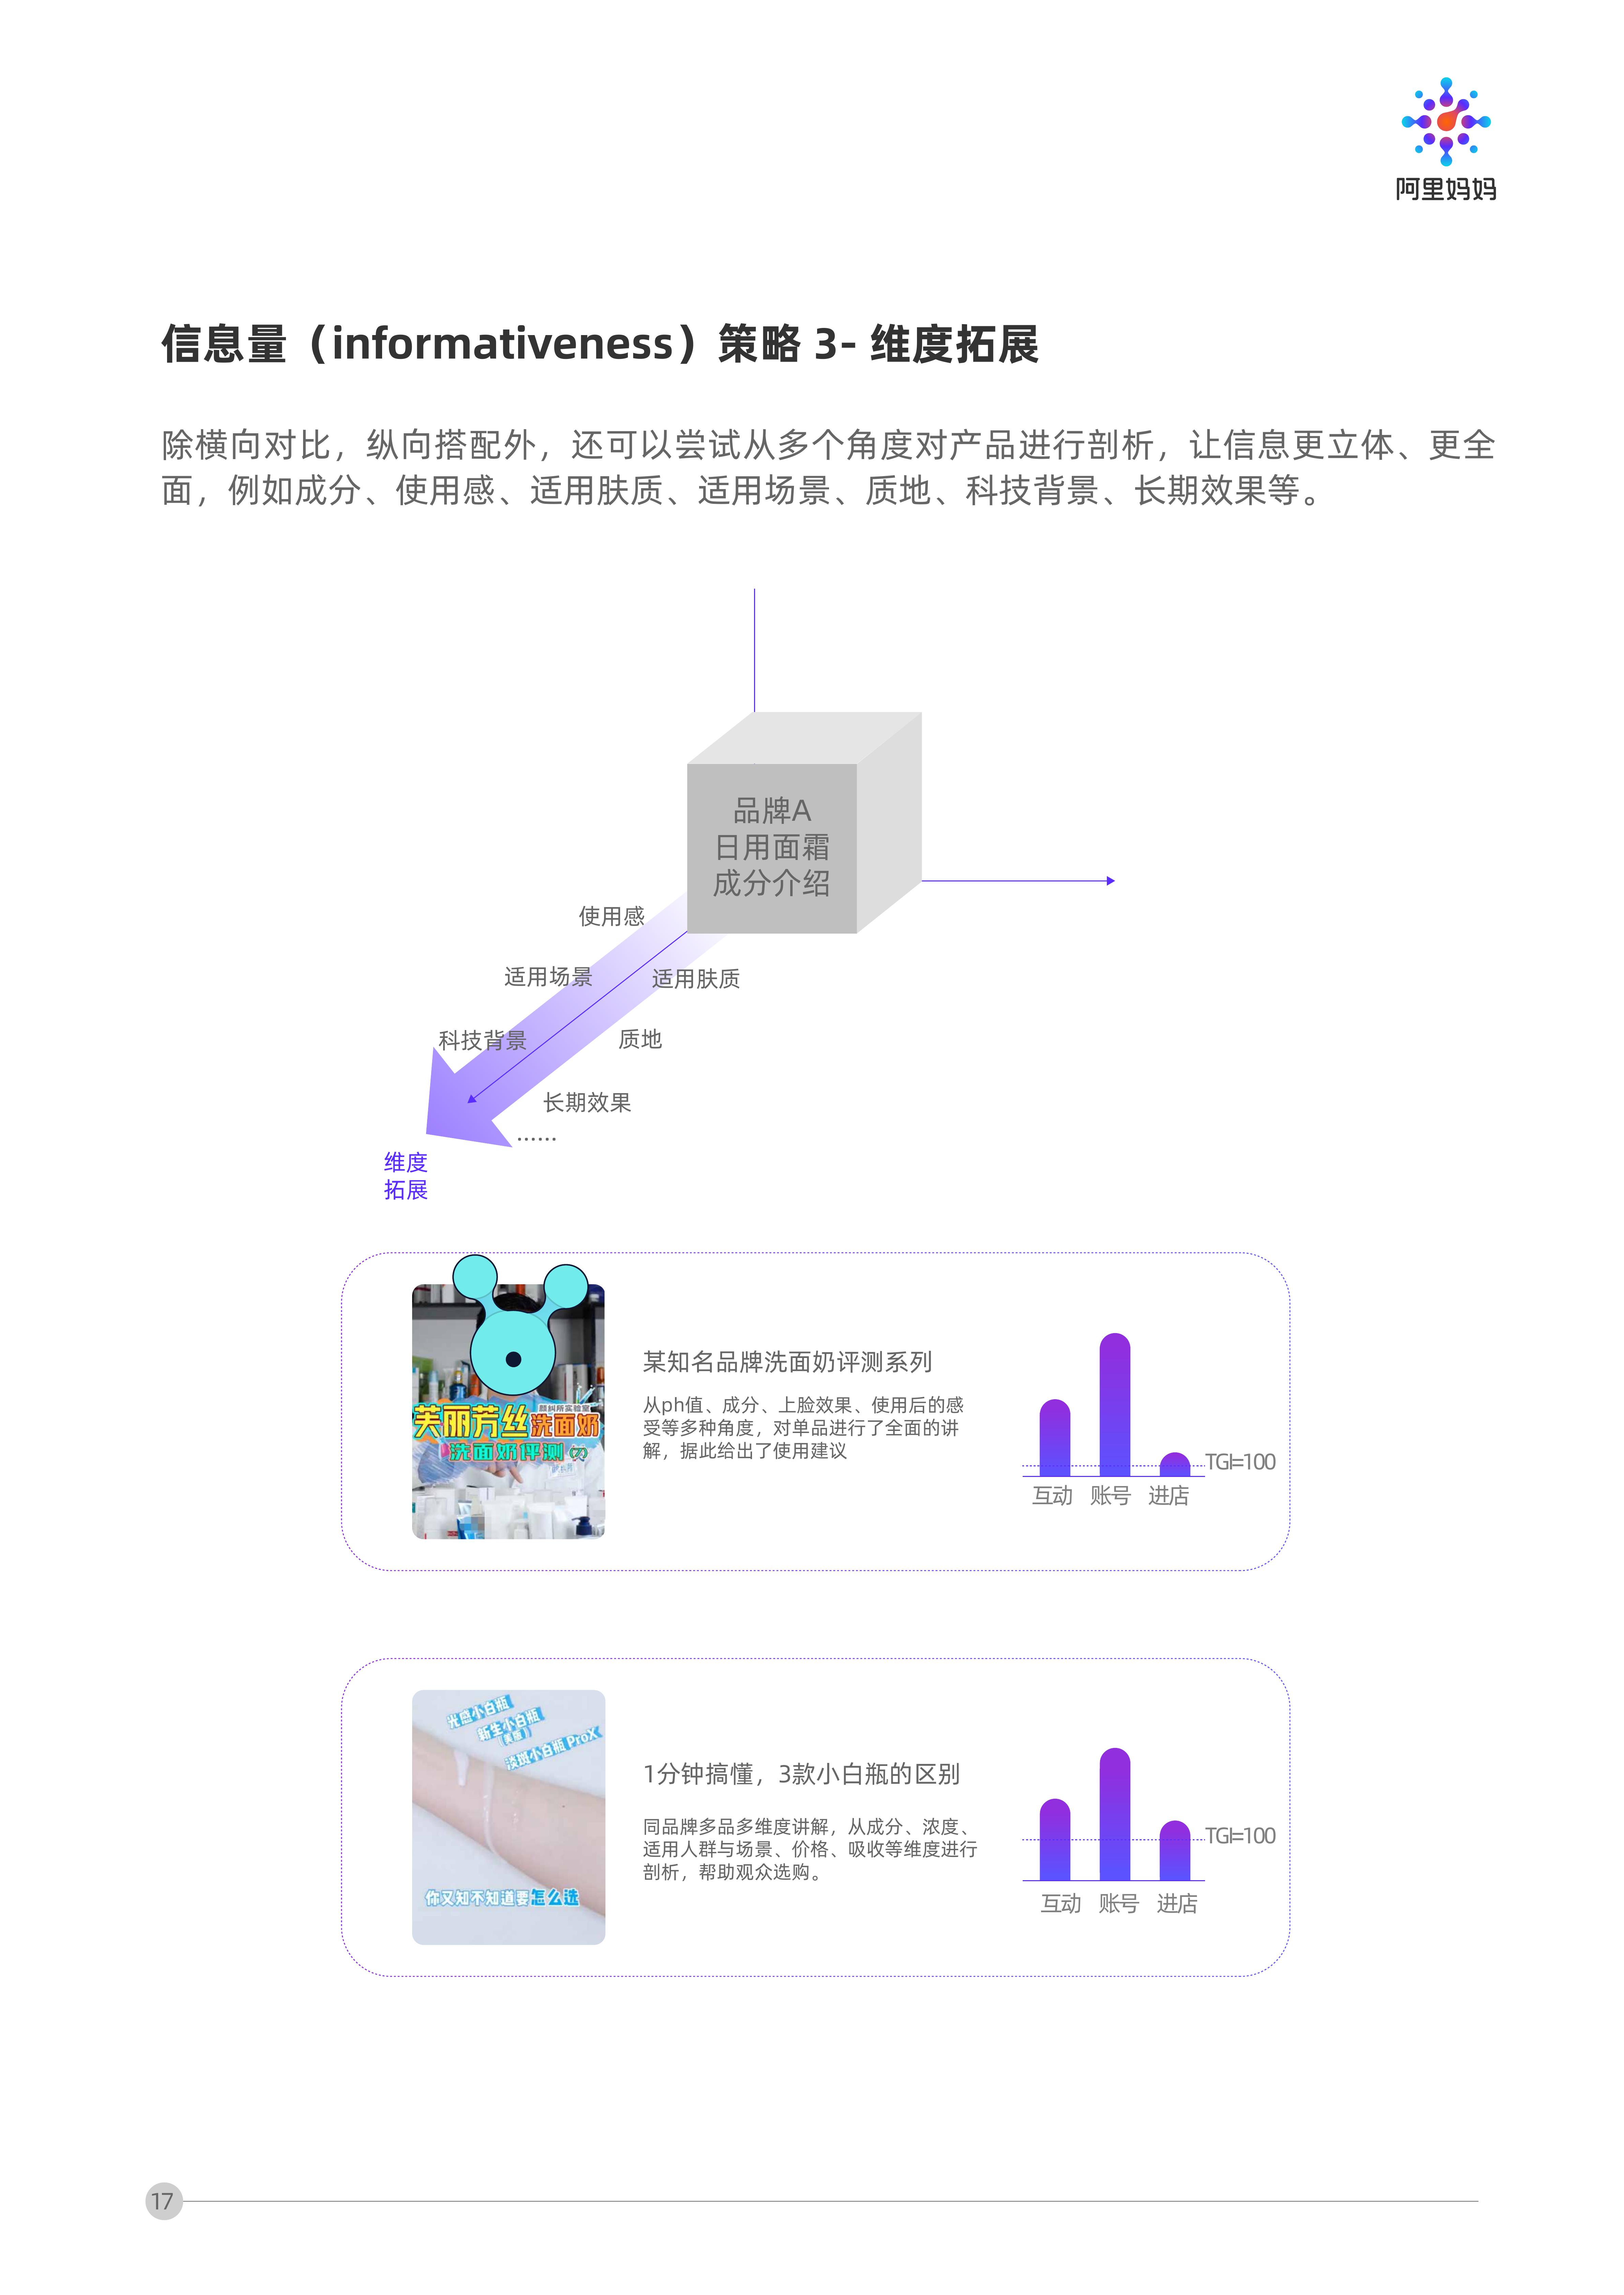 阿里妈妈
信息量（informativeness）策略 3- 维度拓展
除横向对比，纵向搭配外，还可以尝试从多个角度对产品进行剖析，让信息更立体、更全
面，例如成分、使用感、适用肤质、适用场景、质地、科技背景、长期效果等。
品牌A
日用面霜
成分介绍
使用感
适用场景
适用肤质
科技背景
质地
长期效果
......
维度
拓展
颜究所实验室
芙丽芳丝洗面奶
洗面奶评测
某知名品牌洗面奶评测系列
从ph值、成分、上脸效果、使用后的感
受等多种角度，对单品进行了全面的讲
解，据此给出了使用建议
TGI=100
互动 账号 进店
光感小白瓶
新生小白瓶
（美版）
淡斑小白瓶 ProX
你又知不知道要怎么选
1分钟搞懂，3款小白瓶的区别
同品牌多品多维度讲解，从成分、浓度、
适用人群与场景、价格、吸收等维度进行
剖析，帮助观众选购。
TGI=100
互动 账号 进店
17